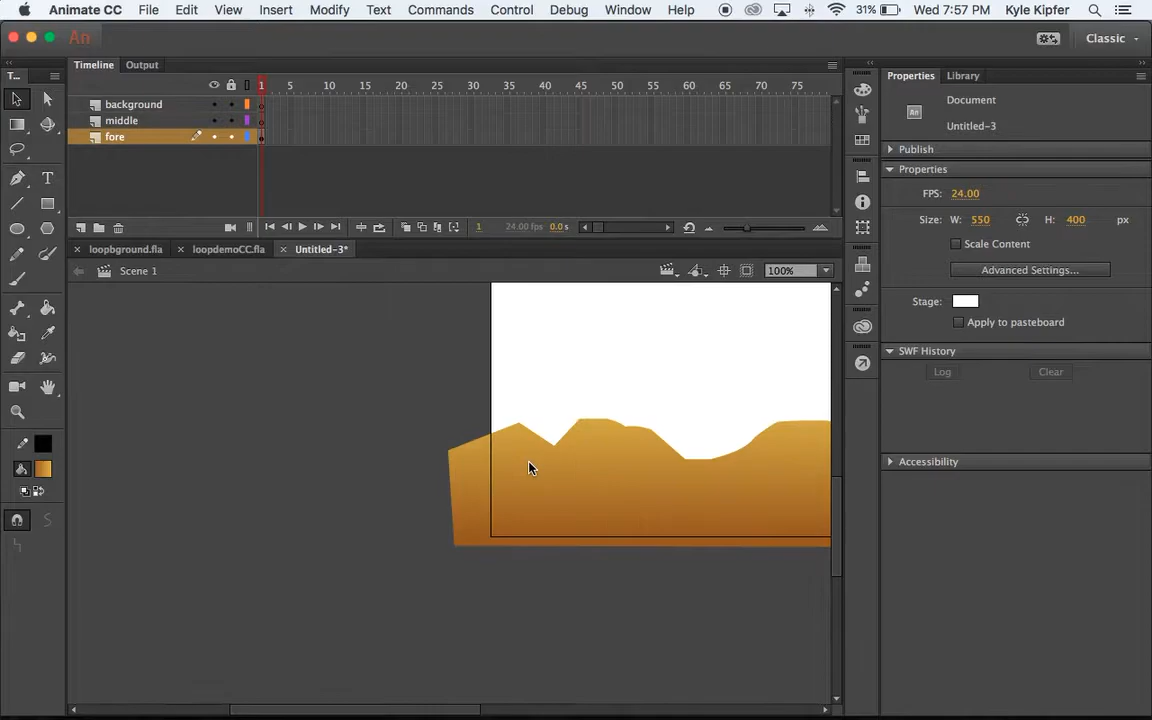 Animate CC File Edit View Insert Modify Text Commands Control Debug Window Help 31% Wed 7:57 PM Kyle Kipfer
An Classic
Timeline Output
T... 1 5 10 15 20 25 30 35 40 45 50 55 60 65 70 75
background
middle
fore
1 24.00 fps 0.0 s
loopbground.fla loopdemoCC.fla Untitled-3*
Scene 1 100%
Properties Library
An Document
Untitled-3
Publish
Properties
FPS: 24.00
Size: W: 550 H: 400 px
Scale Content
Advanced Settings...
Stage:
Apply to pasteboard
SWF History
Log Clear
Accessibility